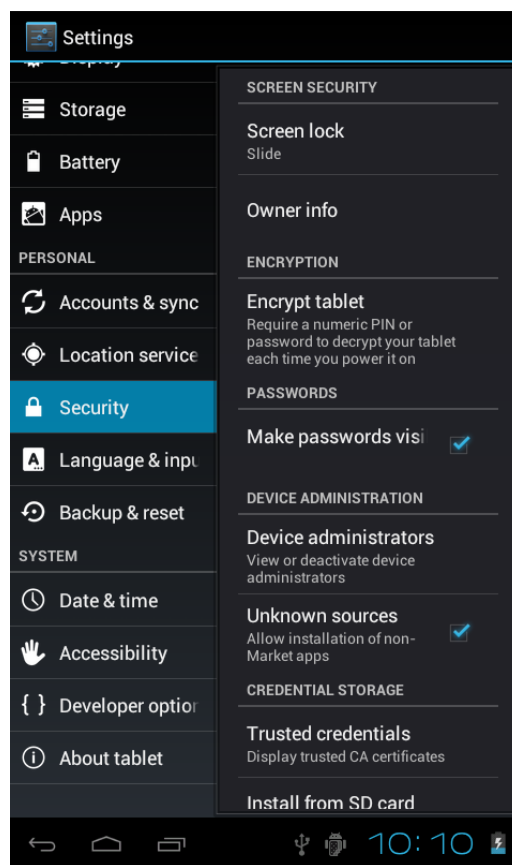 Settings
Display
Storage
Battery
Apps
PERSONAL
Accounts & sync
Location service
Security
Language & inpu
Backup & reset
SYSTEM
Date & time
Accessibility
{ } Developer option
About tablet
SCREEN SECURITY
Screen lock
Slide
Owner info
ENCRYPTION
Encrypt tablet
Require a numeric PIN or
password to decrypt your tablet
each time you power it on
PASSWORDS
Make passwords visi
DEVICE ADMINISTRATION
Device administrators
View or deactivate device
administrators
Unknown sources
Allow installation of non-
Market apps
CREDENTIAL STORAGE
Trusted credentials
Display trusted CA certificates
Install from SD card
10:10